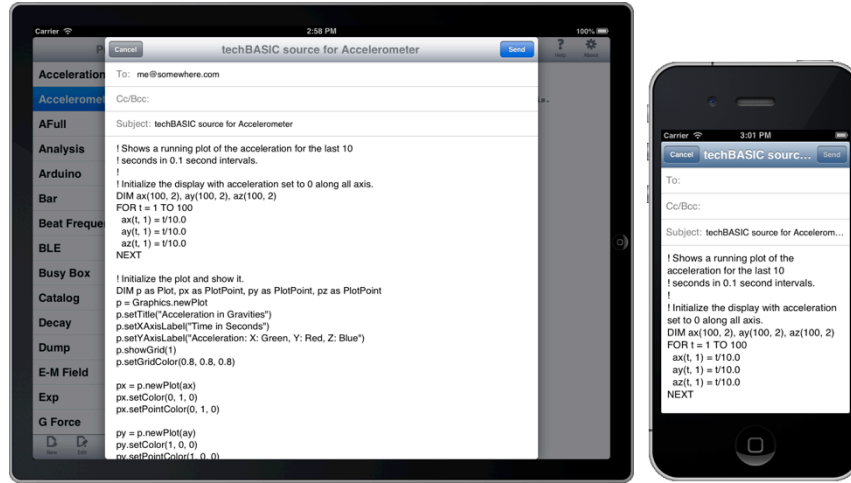 Carrier 2:58 PM 100%
P
Cancel techBASIC source for Accelerometer Send
Help About
Acceleration
Acceleromet
AFull
Analysis
Arduino
Bar
Beat Freque
BLE
Busy Box
Catalog
Decay
Dump
E-M Field
Exp
G Force
New Edit
To: me@somewhere.com
Cc/Bcc:
Subject: techBASIC source for Accelerometer
! Shows a running plot of the acceleration for the last 10
! seconds in 0.1 second intervals.
!
! Initialize the display with acceleration set to 0 along all axis.
DIM ax(100, 2), ay(100, 2), az(100, 2)
FOR t = 1 TO 100
ax(t, 1) = t/10.0
ay(t, 1) = t/10.0
az(t, 1) = t/10.0
NEXT
! Initialize the plot and show it.
DIM p as Plot, px as PlotPoint, py as PlotPoint, pz as PlotPoint
p = Graphics.newPlot
p.setTitle("Acceleration in Gravities")
p.setXAxisLabel("Time in Seconds")
p.setYAxisLabel("Acceleration: X: Green, Y: Red, Z: Blue")
p.showGrid(1)
p.setGridColor(0.8, 0.8, 0.8)
px = p.newPlot(ax)
px.setColor(0, 1, 0)
px.setPointColor(0, 1, 0)
py = p.newPlot(ay)
py.setColor(1, 0, 0)
py.setPointColor(1, 0, 0)
s.
Carrier 3:01 PM
Cancel techBASIC sourc... Send
To:
Cc/Bcc:
Subject: techBASIC source for Accelerom...
! Shows a running plot of the
acceleration for the last 10
! seconds in 0.1 second intervals.
!
! Initialize the display with acceleration
set to 0 along all axis.
DIM ax(100, 2), ay(100, 2), az(100, 2)
FOR t = 1 TO 100
ax(t, 1) = t/10.0
ay(t, 1) = t/10.0
az(t, 1) = t/10.0
NEXT